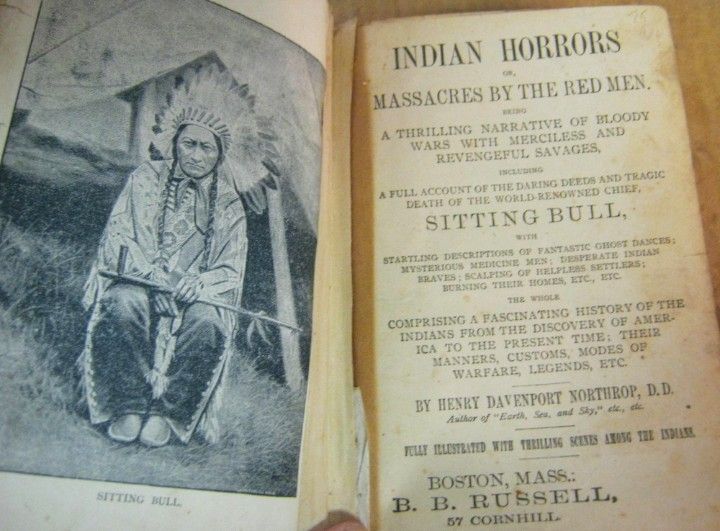 SITTING BULL.
INDIAN HORRORS
OR,
MASSACRES BY THE RED MEN.
BEING
A THRILLING NARRATIVE OF BLOODY
WARS WITH MERCILESS AND
REVENGEFUL SAVAGES,
INCLUDING
A FULL ACCOUNT OF THE DARING DEEDS AND TRAGIC
DEATH OF THE WORLD-RENOWNED CHIEF,
SITTING BULL,
WITH
STARTLING DESCRIPTIONS OF FANTASTIC GHOST DANCES;
MYSTERIOUS MEDICINE MEN; DESPERATE INDIAN
BRAVES; SCALPING OF HELPLESS SETTLERS;
BURNING THEIR HOMES, ETC., ETC.
THE WHOLE
COMPRISING A FASCINATING HISTORY OF THE
INDIANS FROM THE DISCOVERY OF AMER-
ICA TO THE PRESENT TIME; THEIR
MANNERS, CUSTOMS, MODES OF
WARFARE, LEGENDS, ETC.
BY HENRY DAVENPORT NORTHROP, D.D.
Author of "Earth, Sea, and Sky," etc., etc.
FULLY ILLUSTRATED WITH THRILLING SCENES AMONG THE INDIANS.
BOSTON, MASS.:
B. B. RUSSELL,
57 CORNHILL.